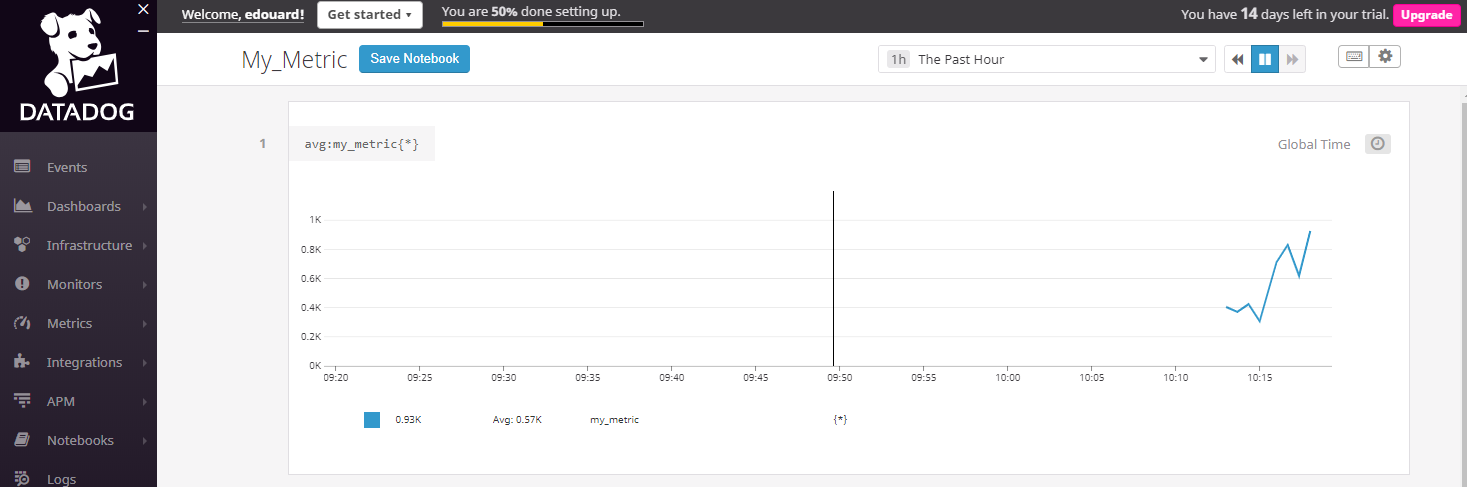 Welcome, edouard!
Get started
You are 50% done setting up.
You have 14 days left in your trial.
Upgrade
DATADOG
Events
Dashboards
Infrastructure
Monitors
Metrics
Integrations
APM
Notebooks
Logs
My_Metric
Save Notebook
1h The Past Hour
1
avg:my_metric{*}
Global Time
1K
0.8K
0.6K
0.4K
0.2K
0K
09:20 09:25 09:30 09:35 09:40 09:45 09:50 09:55 10:00 10:05 10:10 10:15
0.93K Avg: 0.57K my_metric {*}